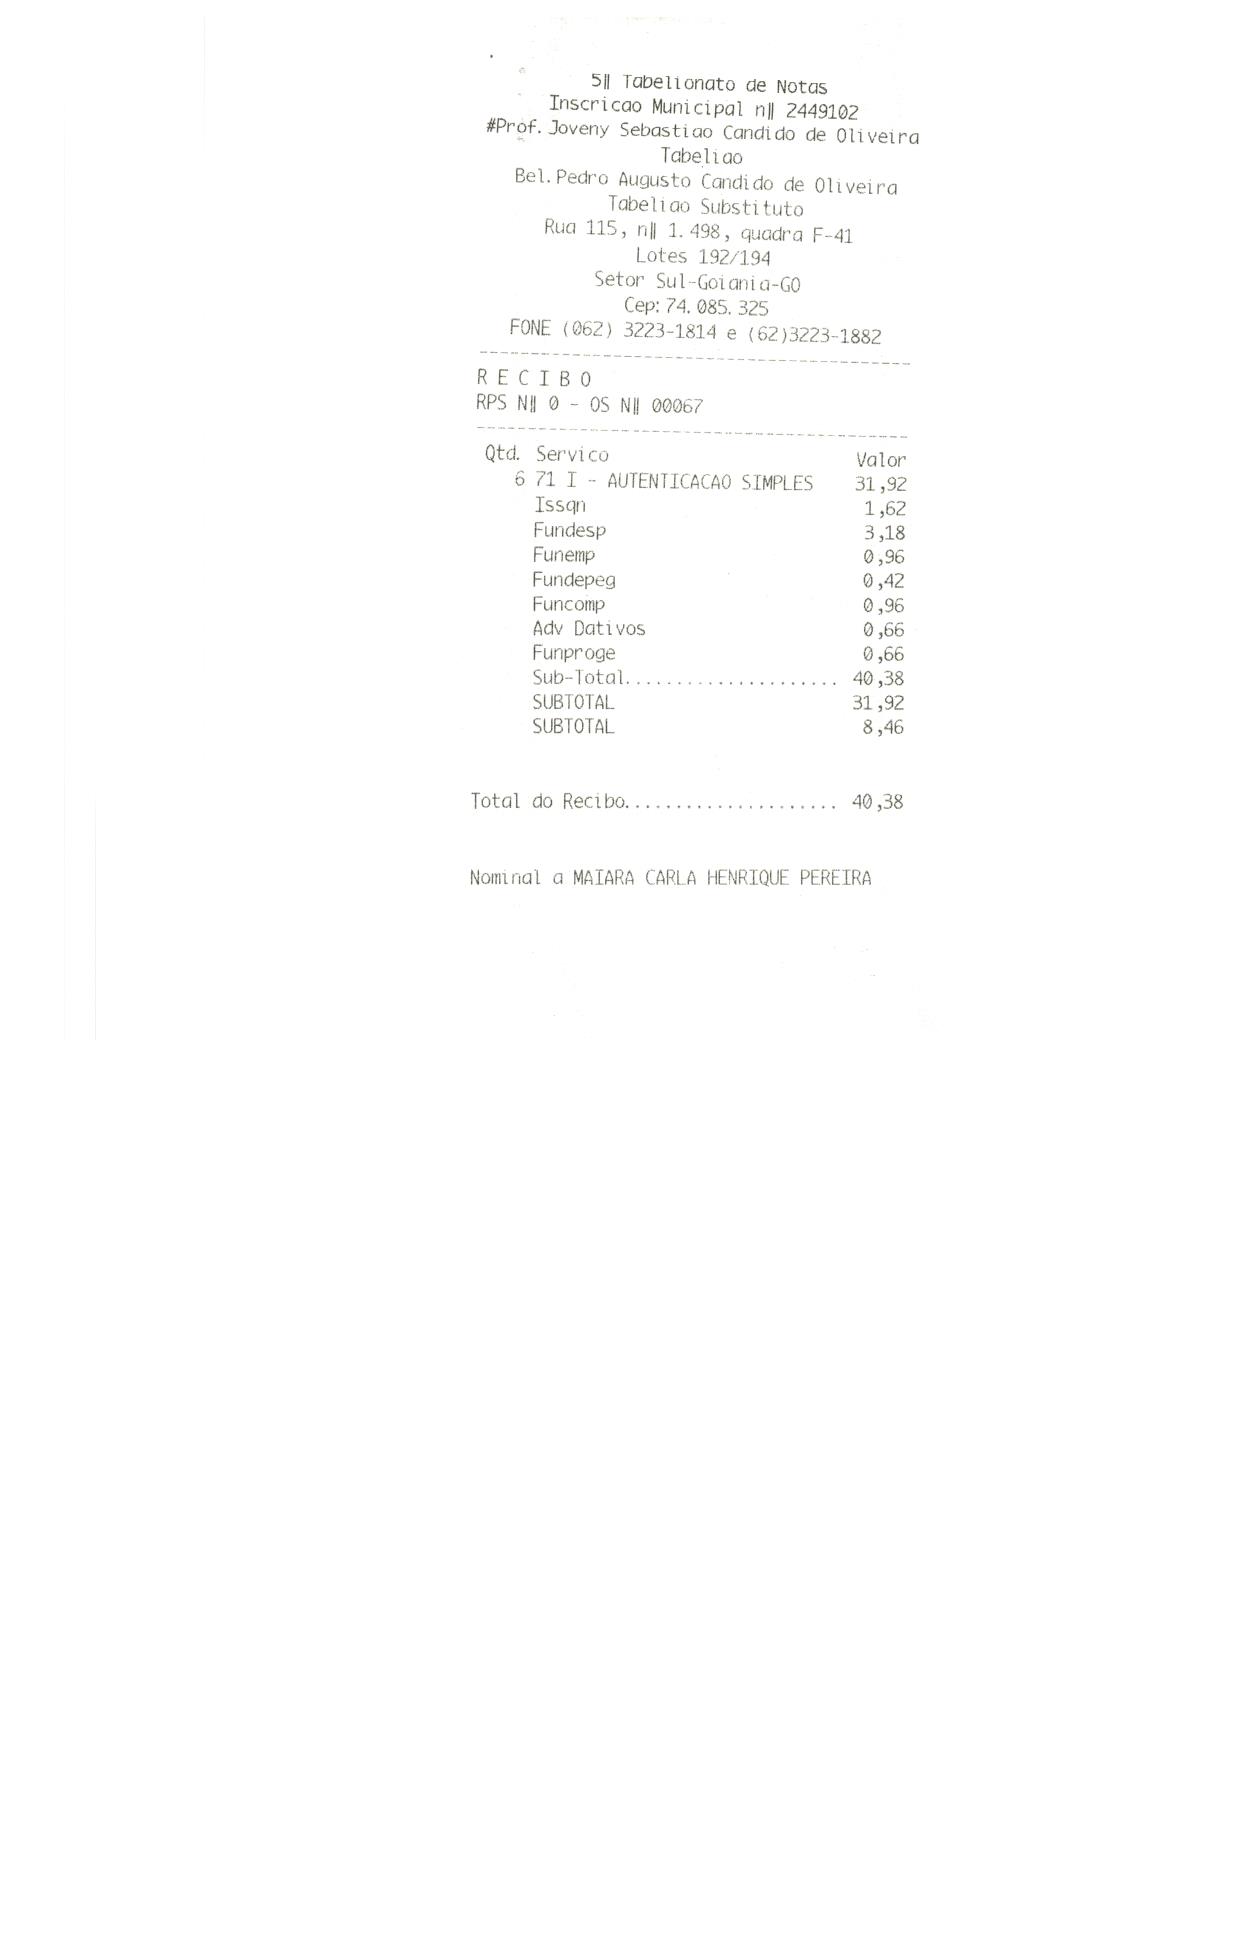 5‖ Tabelionato de Notas
Inscricao Municipal n‖ 2449102
#Prof. Joveny Sebastiao Candido de Oliveira
Tabeliao
Bel. Pedro Augusto Candido de Oliveira
Tabeliao Substituto
Rua 115, n‖ 1.498, quadra F-41
Lotes 192/194
Setor Sul-Goiania-GO
Cep: 74.085.325
FONE (062) 3223-1814 e (62)3223-1882
------------------------------------------
R E C I B O
RPS N‖ 0 - OS N‖ 00067
------------------------------------------
Qtd. Servico Valor
6 71 I - AUTENTICACAO SIMPLES 31,92
Issqn 1,62
Fundesp 3,18
Funemp 0,96
Fundepeg 0,42
Funcomp 0,96
Adv Dativos 0,66
Funproge 0,66
Sub-Total..................... 40,38
SUBTOTAL 31,92
SUBTOTAL 8,46
Total do Recibo..................... 40,38
Nominal a MAIARA CARLA HENRIQUE PEREIRA